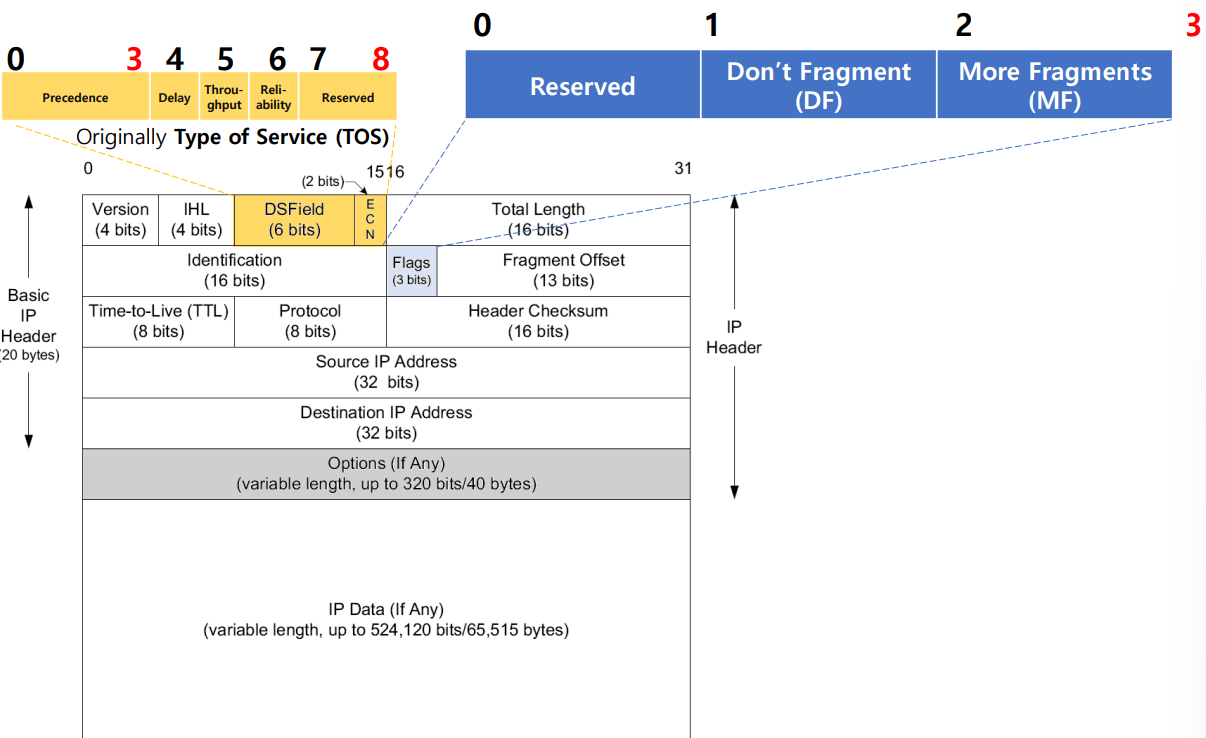 0 1 2 3
0 3 4 5 6 7 8
Reserved
Don’t Fragment
(DF)
More Fragments
(MF)
Precedence
Delay
Throu-
ghput
Reli-
ability
Reserved
Originally Type of Service (TOS)
0 15 16 31
(2 bits)
Version
(4 bits)
IHL
(4 bits)
DSField
(6 bits)
E
C
N
Total Length
(16 bits)
Identification
(16 bits)
Flags
(3 bits)
Fragment Offset
(13 bits)
Time-to-Live (TTL)
(8 bits)
Protocol
(8 bits)
Header Checksum
(16 bits)
Basic
IP
Header
(20 bytes)
IP
Header
Source IP Address
(32 bits)
Destination IP Address
(32 bits)
Options (If Any)
(variable length, up to 320 bits/40 bytes)
IP Data (If Any)
(variable length, up to 524,120 bits/65,515 bytes)